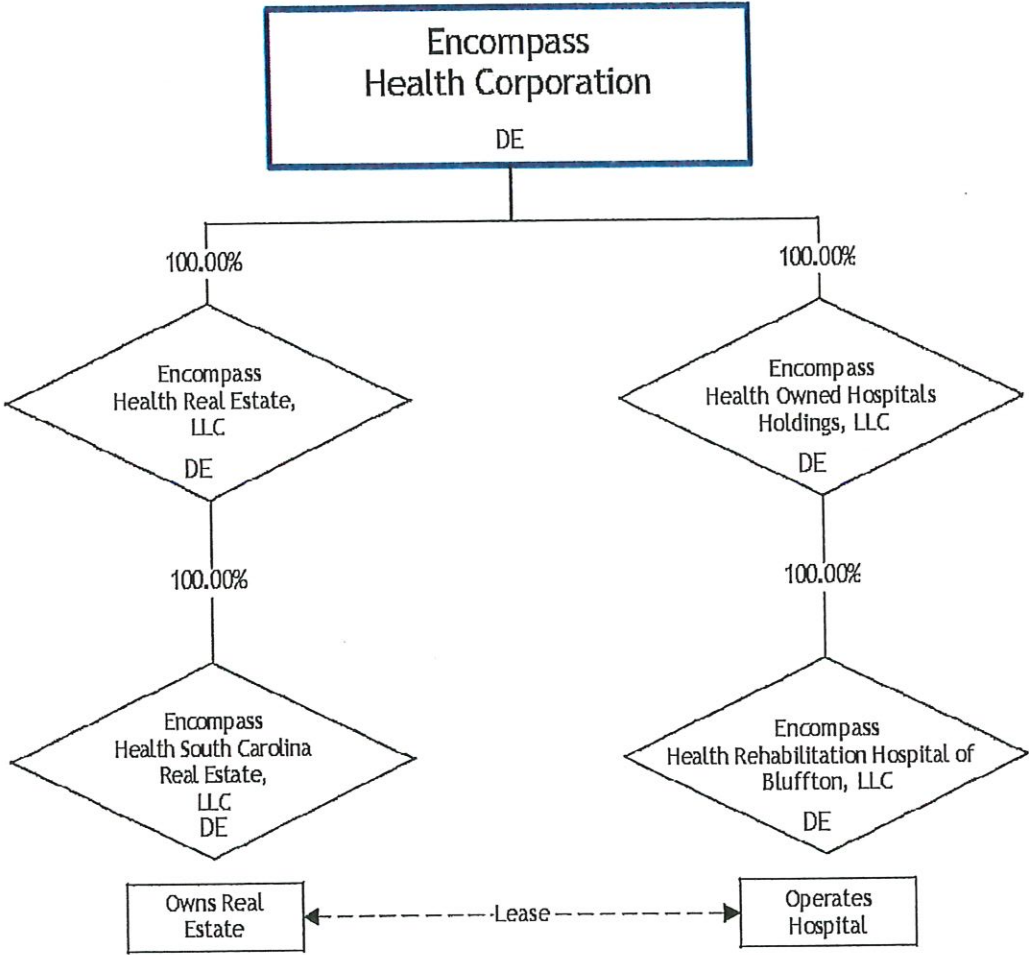 Encompass
Health Corporation
DE
100.00%
100.00%
Encompass
Health Real Estate,
LLC
DE
Encompass
Health Owned Hospitals
Holdings, LLC
DE
100.00%
100.00%
Encompass
Health South Carolina
Real Estate,
LLC
DE
Encompass
Health Rehabilitation Hospital of
Bluffton, LLC
DE
Owns Real
Estate
Lease
Operates
Hospital